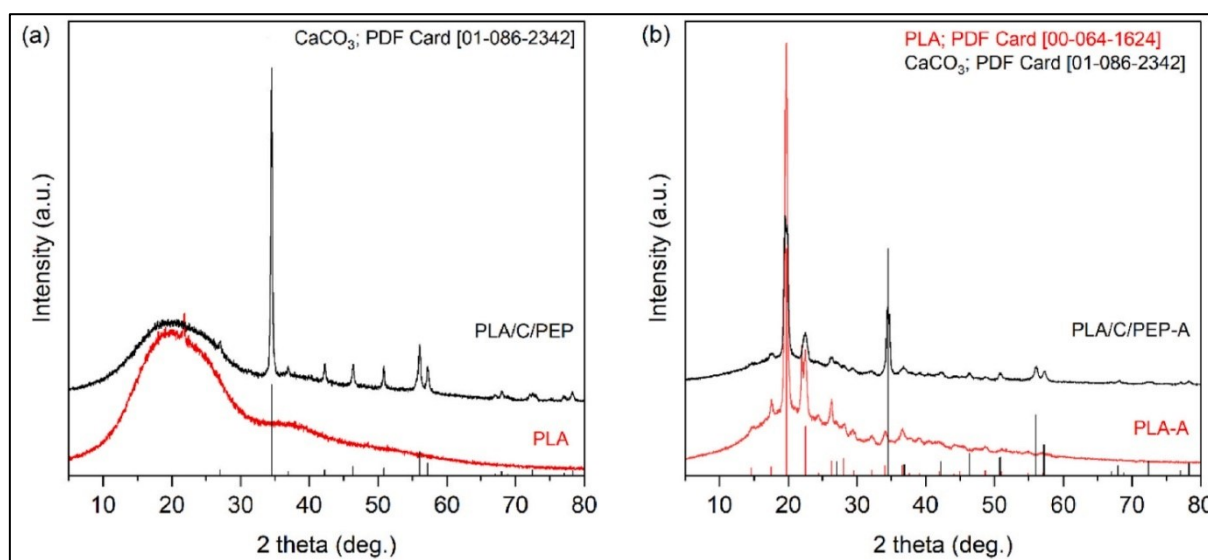 (a)
CaCO₃; PDF Card [01-086-2342]
Intensity (a.u.)
PLA/C/PEP
PLA
10 20 30 40 50 60 70 80
2 theta (deg.)
(b)
PLA; PDF Card [00-064-1624]
CaCO₃; PDF Card [01-086-2342]
Intensity (a.u.)
PLA/C/PEP-A
PLA-A
10 20 30 40 50 60 70 80
2 theta (deg.)